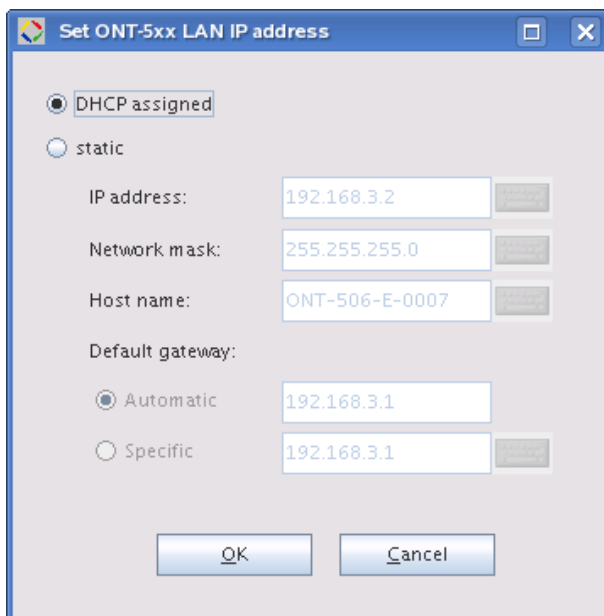 Set ONT-5xx LAN IP address
DHCP assigned
static
IP address: 192.168.3.2
Network mask: 255.255.255.0
Host name: ONT-506-E-0007
Default gateway:
Automatic 192.168.3.1
Specific 192.168.3.1
OK Cancel